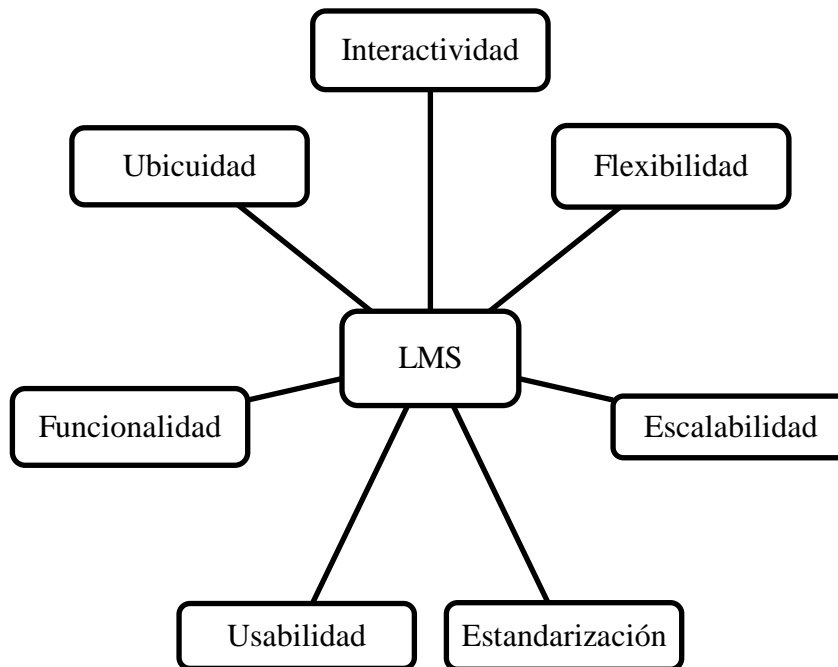 Interactividad
Ubicuidad
Flexibilidad
LMS
Funcionalidad
Escalabilidad
Usabilidad
Estandarización